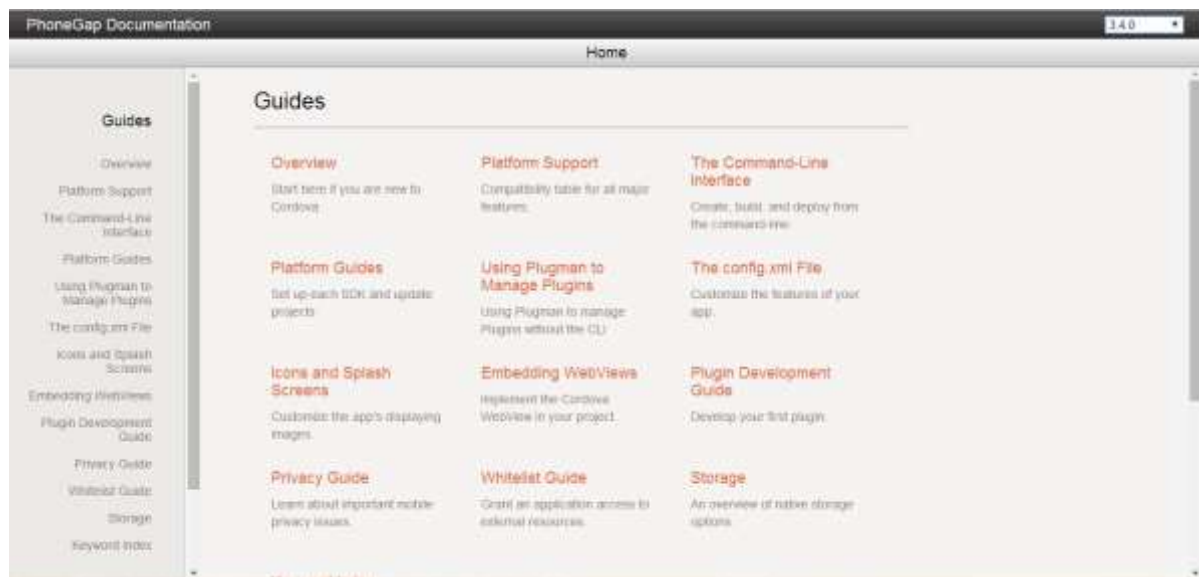 PhoneGap Documentation
3.4.0
Home
Guides
Overview
Platform Support
The Command-Line
Interface
Platform Guides
Using Plugman to
Manage Plugins
The config.xml File
Icons and Splash
Screens
Embedding WebViews
Plugin Development
Guide
Privacy Guide
Whitelist Guide
Storage
Keyword Index
Guides
Overview
Start here if you are new to
Cordova.
Platform Support
Compatibility table for all major
features.
The Command-Line
Interface
Create, build, and deploy from
the command-line.
Platform Guides
Set up each SDK and update
projects.
Using Plugman to
Manage Plugins
Using Plugman to manage
Plugins without the CLI
The config.xml File
Customize the features of your
app.
Icons and Splash
Screens
Customize the app's displaying
images.
Embedding WebViews
Implement the Cordova
WebView in your project.
Plugin Development
Guide
Develop your first plugin.
Privacy Guide
Learn about important mobile
privacy issues.
Whitelist Guide
Grant an application access to
external resources.
Storage
An overview of native storage
options.